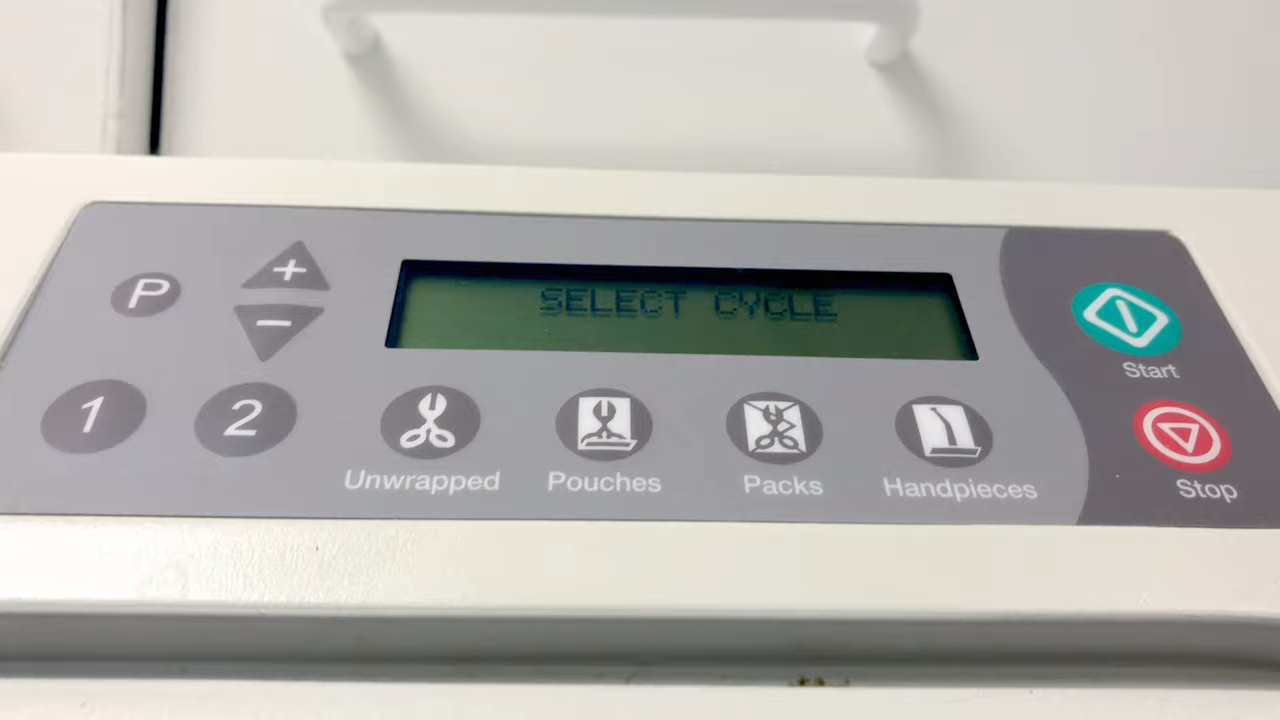 SELECT CYCLE
P
+
−
1
2
Unwrapped
Pouches
Packs
Handpieces
Start
Stop